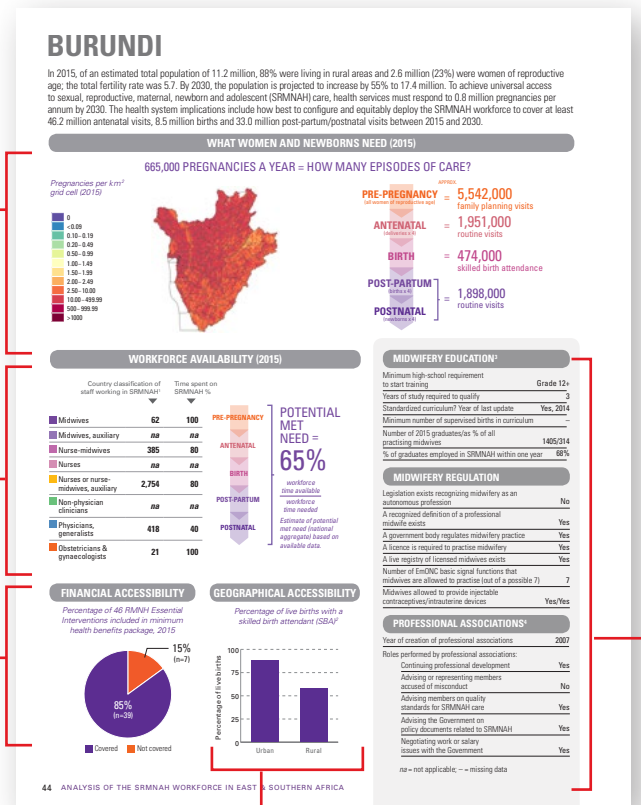 BURUNDI
In 2015, of an estimated total population of 11.2 million, 88% were living in rural areas and 2.6 million (23%) were women of reproductive
age; the total fertility rate was 5.7. By 2030, the population is projected to increase by 55% to 17.4 million. To achieve universal access
to sexual, reproductive, maternal, newborn and adolescent (SRMNAH) care, health services must respond to 0.8 million pregnancies per
annum by 2030. The health system implications include how best to configure and equitably deploy the SRMNAH workforce to cover at least
46.2 million antenatal visits, 8.5 million births and 33.0 million post-partum/postnatal visits between 2015 and 2030.
WHAT WOMEN AND NEWBORNS NEED (2015)
665,000 PREGNANCIES A YEAR = HOW MANY EPISODES OF CARE?
Pregnancies per km²
grid cell (2015)
0
<0.09
0.10 - 0.19
0.20 - 0.49
0.50 - 0.99
1.00 - 1.49
1.50 - 1.99
2.00 - 2.49
2.50 - 10.00
10.00 - 499.99
500 - 999.99
>1000
APPROX.
PRE-PREGNANCY = 5,542,000
(all women of reproductive age) family planning visits
ANTENATAL = 1,951,000
(deliveries x 4) routine visits
BIRTH = 474,000
skilled birth attendance
POST-PARTUM
(births x 4)
= 1,898,000
routine visits
POSTNATAL
(newborns x 4)
WORKFORCE AVAILABILITY (2015)
Country classification of Time spent on
staff working in SRMNAH¹ SRMNAH %
Midwives 62 100
Midwives, auxiliary na na
Nurse-midwives 385 80
Nurses na na
Nurses or nurse-
midwives, auxiliary 2,754 80
Non-physician
clinicians na na
Physicians,
generalists 418 40
Obstetricians &
gynaecologists 21 100
PRE-PREGNANCY
ANTENATAL
BIRTH
POST-PARTUM
POSTNATAL
POTENTIAL
MET
NEED =
65%
workforce
time available
workforce
time needed
Estimate of potential
met need (national
aggregate) based on
available data.
MIDWIFERY EDUCATION³
Minimum high-school requirement
to start training Grade 12+
Years of study required to qualify 3
Standardized curriculum? Year of last update Yes, 2014
Minimum number of supervised births in curriculum –
Number of 2015 graduates/as % of all
practising midwives 1405/314
% of graduates employed in SRMNAH within one year 68%
MIDWIFERY REGULATION
Legislation exists recognizing midwifery as an
autonomous profession No
A recognized definition of a professional
midwife exists Yes
A government body regulates midwifery practice Yes
A licence is required to practise midwifery Yes
A live registry of licensed midwives exists Yes
Number of EmONC basic signal functions that
midwives are allowed to practise (out of a possible 7) 7
Midwives allowed to provide injectable
contraceptives/intrauterine devices Yes/Yes
PROFESSIONAL ASSOCIATIONS⁴
Year of creation of professional associations 2007
Roles performed by professional associations:
Continuing professional development Yes
Advising or representing members
accused of misconduct No
Advising members on quality
standards for SRMNAH care Yes
Advising the Government on
policy documents related to SRMNAH Yes
Negotiating work or salary
issues with the Government Yes
na = not applicable; – = missing data
FINANCIAL ACCESSIBILITY
Percentage of 46 RMNH Essential
Interventions included in minimum
health benefits package, 2015
15%
(n=7)
85%
(n=39)
Covered Not covered
GEOGRAPHICAL ACCESSIBILITY
Percentage of live births with a
skilled birth attendant (SBA)²
Percentage of live births
100
75
50
25
0
Urban Rural
44 ANALYSIS OF THE SRMNAH WORKFORCE IN EAST & SOUTHERN AFRICA